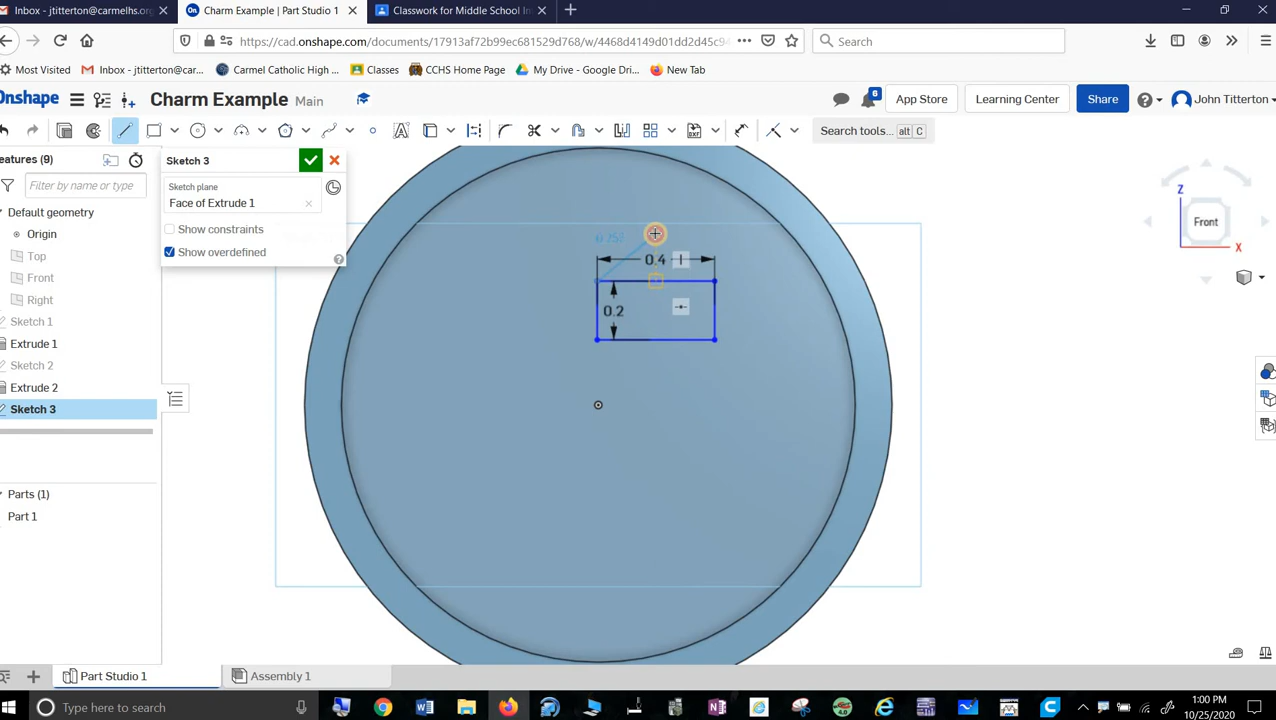 Inbox - jtitterton@carmelhs.org
Charm Example | Part Studio 1
Classwork for Middle School In
https://cad.onshape.com/documents/17913af72b99ec681529d768/w/4468d4149d01dd2d45c94
Search
Most Visited
Inbox - jtitterton@car...
Carmel Catholic High ...
Classes
CCHS Home Page
My Drive - Google Dri...
New Tab
Onshape
Charm Example
Main
6
App Store
Learning Center
Share
John Titterton
Search tools...
alt
C
Features (9)
Filter by name or type
Default geometry
Origin
Top
Front
Right
Sketch 1
Extrude 1
Sketch 2
Extrude 2
Sketch 3
Parts (1)
Part 1
Sketch 3
Sketch plane
Face of Extrude 1
Show constraints
Show overdefined
0.4
0.2
Z
Front
X
Part Studio 1
Assembly 1
Type here to search
1:00 PM
10/25/2020